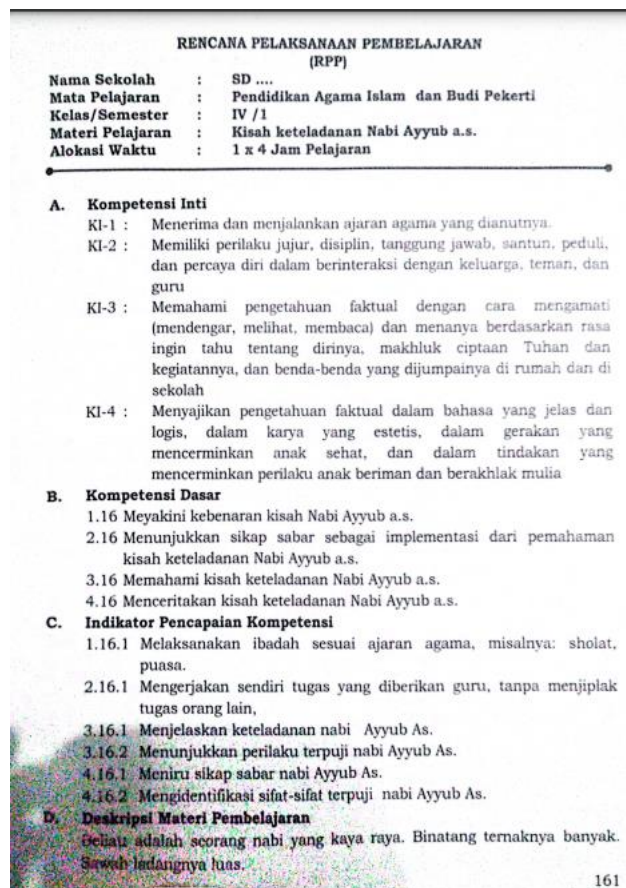 RENCANA PELAKSANAAN PEMBELAJARAN
(RPP)
Nama Sekolah : SD ....
Mata Pelajaran : Pendidikan Agama Islam dan Budi Pekerti
Kelas/Semester : IV /1
Materi Pelajaran : Kisah keteladanan Nabi Ayyub a.s.
Alokasi Waktu : 1 x 4 Jam Pelajaran
A. Kompetensi Inti
KI-1 : Menerima dan menjalankan ajaran agama yang dianutnya.
KI-2 : Memiliki perilaku jujur, disiplin, tanggung jawab, santun, peduli,
dan percaya diri dalam berinteraksi dengan keluarga, teman, dan
guru
KI-3 : Memahami pengetahuan faktual dengan cara mengamati
(mendengar, melihat, membaca) dan menanya berdasarkan rasa
ingin tahu tentang dirinya, makhluk ciptaan Tuhan dan
kegiatannya, dan benda-benda yang dijumpainya di rumah dan di
sekolah
KI-4 : Menyajikan pengetahuan faktual dalam bahasa yang jelas dan
logis, dalam karya yang estetis, dalam gerakan yang
mencerminkan anak sehat, dan dalam tindakan yang
mencerminkan perilaku anak beriman dan berakhlak mulia
B. Kompetensi Dasar
1.16 Meyakini kebenaran kisah Nabi Ayyub a.s.
2.16 Menunjukkan sikap sabar sebagai implementasi dari pemahaman
kisah keteladanan Nabi Ayyub a.s.
3.16 Memahami kisah keteladanan Nabi Ayyub a.s.
4.16 Menceritakan kisah keteladanan Nabi Ayyub a.s.
C. Indikator Pencapaian Kompetensi
1.16.1 Melaksanakan ibadah sesuai ajaran agama, misalnya: sholat,
puasa.
2.16.1 Mengerjakan sendiri tugas yang diberikan guru, tanpa menjiplak
tugas orang lain,
3.16.1 Menjelaskan keteladanan nabi Ayyub As.
3.16.2 Menunjukkan perilaku terpuji nabi Ayyub As.
4.16.1 Meniru sikap sabar nabi Ayyub As.
4.16.2 Mengidentifikasi sifat-sifat terpuji nabi Ayyub As.
D. Deskripsi Materi Pembelajaran
Beliau adalah seorang nabi yang kaya raya. Binatang ternaknya banyak.
Sawah ladangnya luas.
161